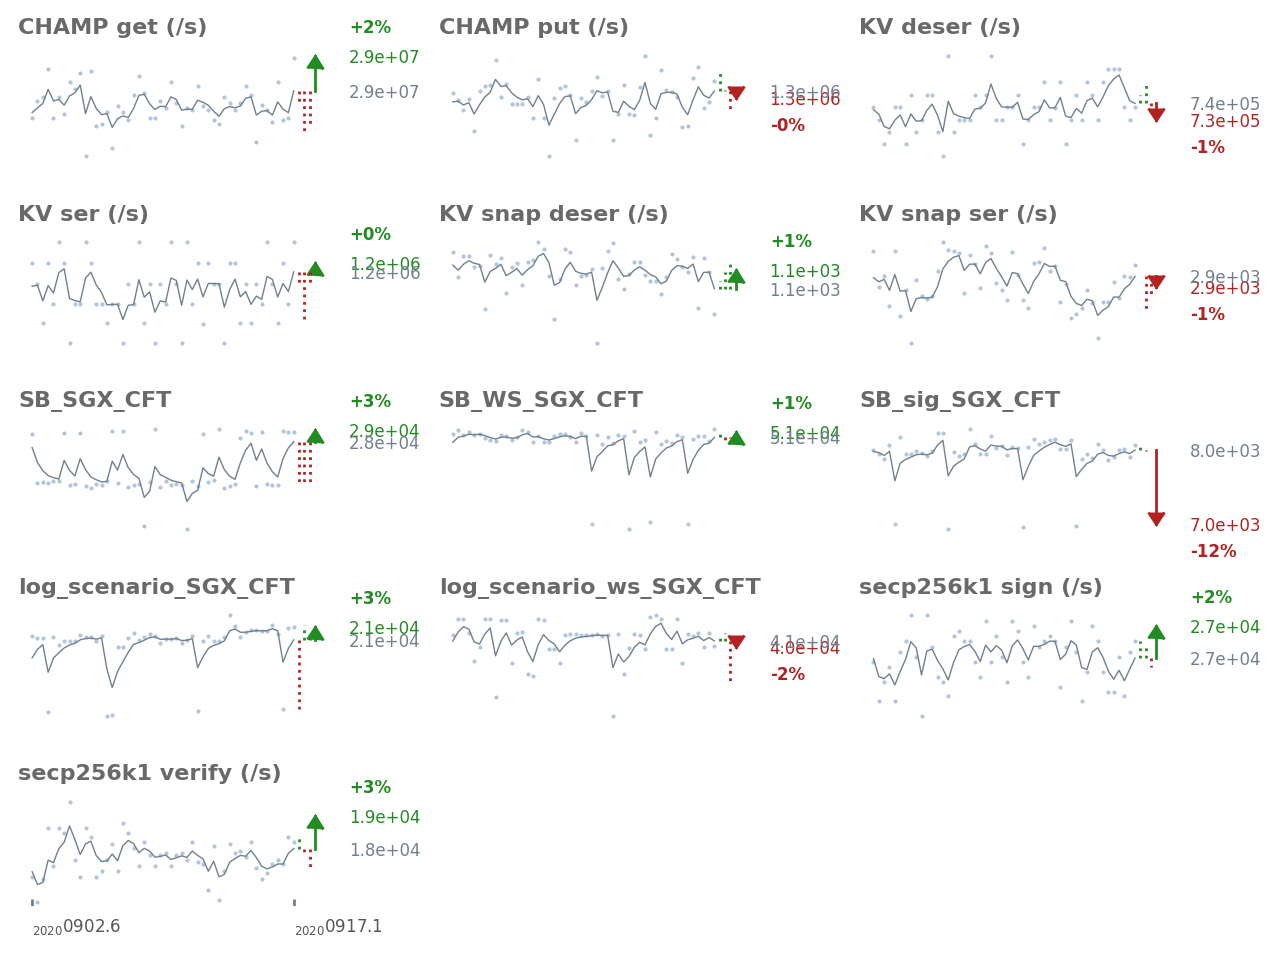 CHAMP get (/s)
+2%
2.9e+07
2.9e+07
CHAMP put (/s)
1.3e+06
1.3e+06
-0%
KV deser (/s)
7.4e+05
7.3e+05
-1%
KV ser (/s)
+0%
1.2e+06
1.2e+06
KV snap deser (/s)
+1%
1.1e+03
1.1e+03
KV snap ser (/s)
2.9e+03
2.9e+03
-1%
SB_SGX_CFT
+3%
2.9e+04
2.8e+04
SB_WS_SGX_CFT
+1%
5.1e+04
5.1e+04
SB_sig_SGX_CFT
8.0e+03
7.0e+03
-12%
log_scenario_SGX_CFT
+3%
2.1e+04
2.1e+04
log_scenario_ws_SGX_CFT
4.1e+04
4.0e+04
-2%
secp256k1 sign (/s)
+2%
2.7e+04
2.7e+04
secp256k1 verify (/s)
+3%
1.9e+04
1.8e+04
20200902.6
20200917.1